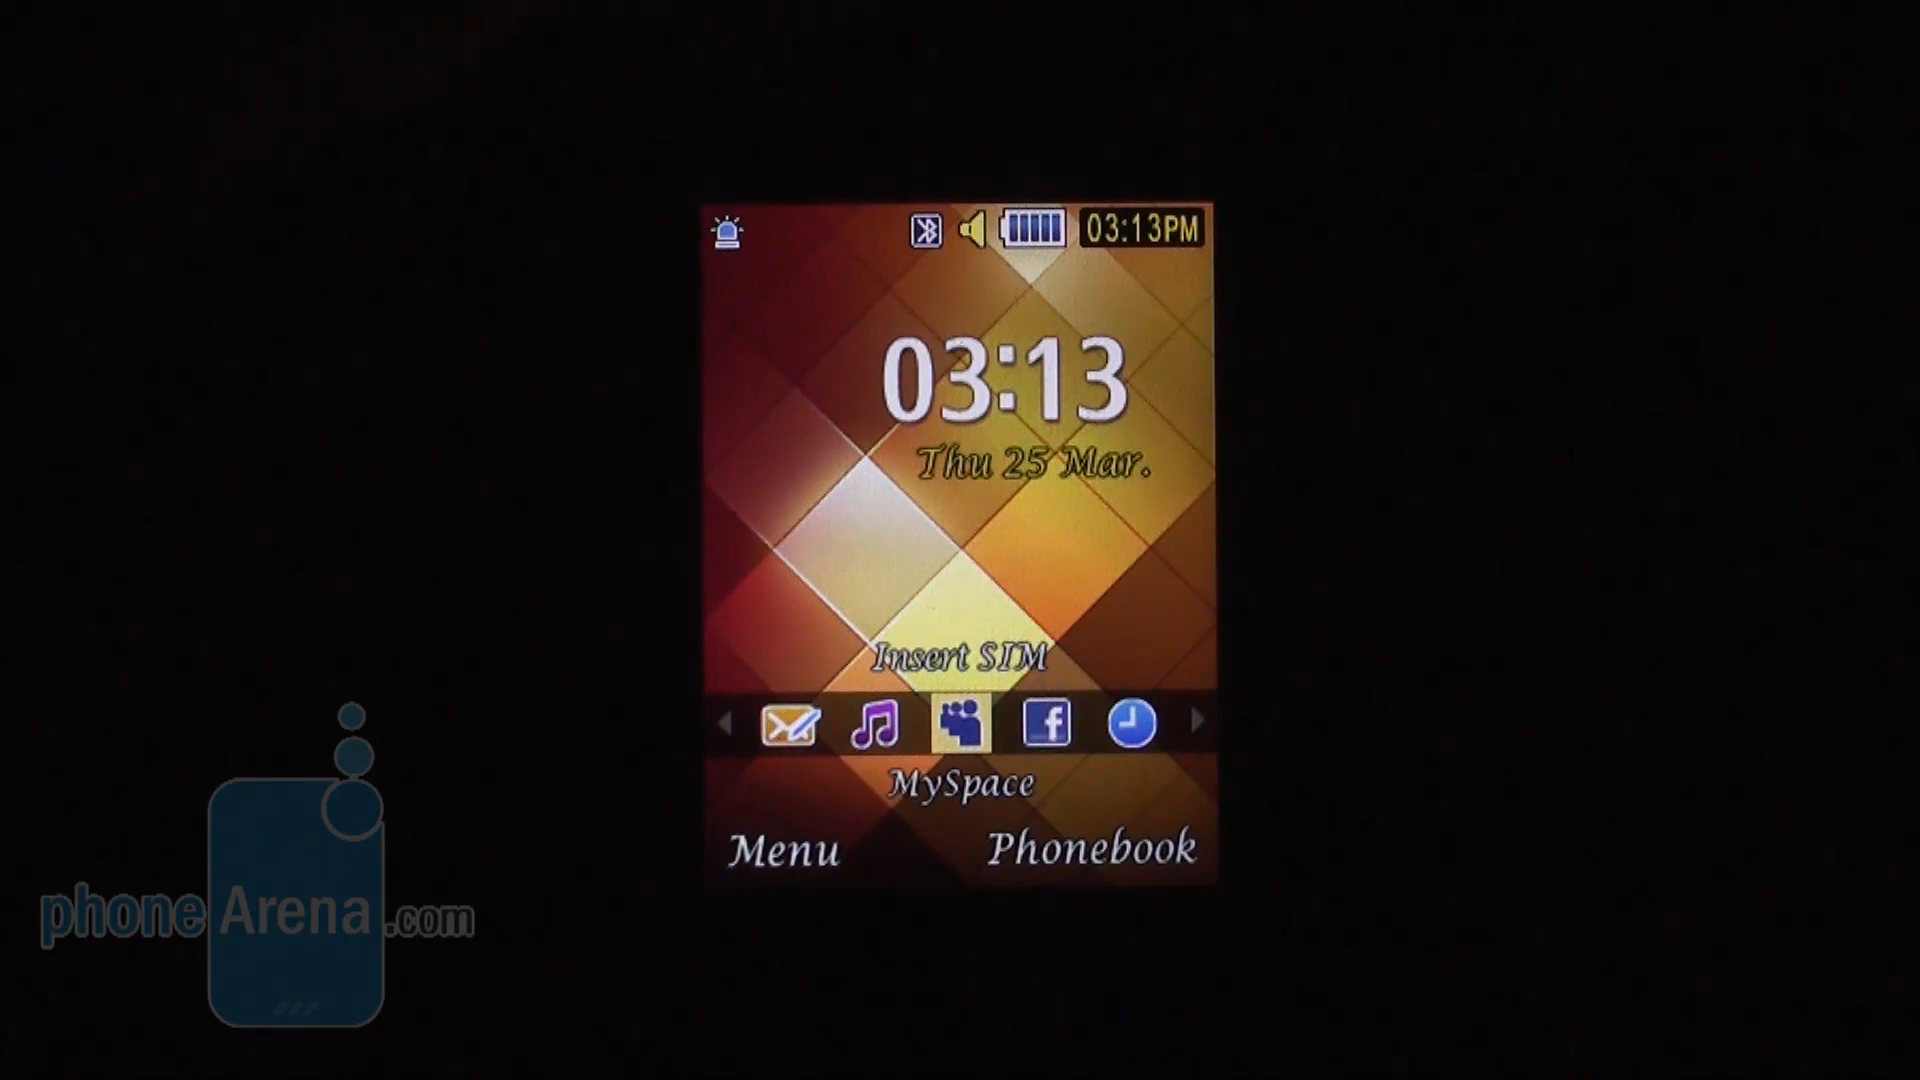 03:13PM
03:13
Thu 25 Mar.
Insert SIM
f
MySpace
Menu Phonebook
phoneArena.com